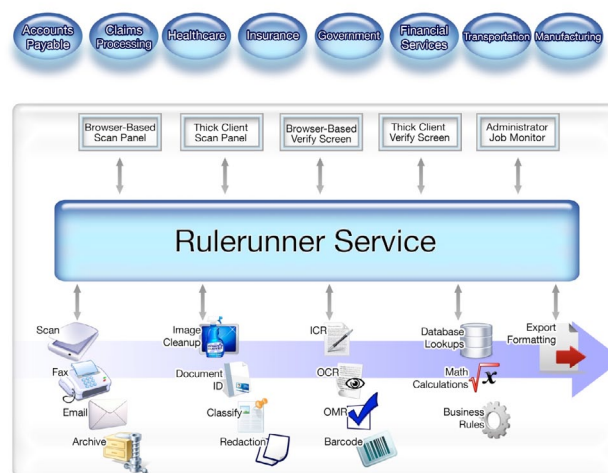 Accounts
Payable
Claims
Processing
Healthcare
Insurance
Government
Financial
Services
Transportation
Manufacturing
Browser-Based
Scan Panel
Thick Client
Scan Panel
Browser-Based
Verify Screen
Thick Client
Verify Screen
Administrator
Job Monitor
Rulerunner Service
Scan
Fax
Email
Archive
Image
Cleanup
Document
ID
Classify
Redaction
ICR
OCR
OMR
Barcode
Database
Lookups
Math
Calculations
x
Business
Rules
Export
Formatting